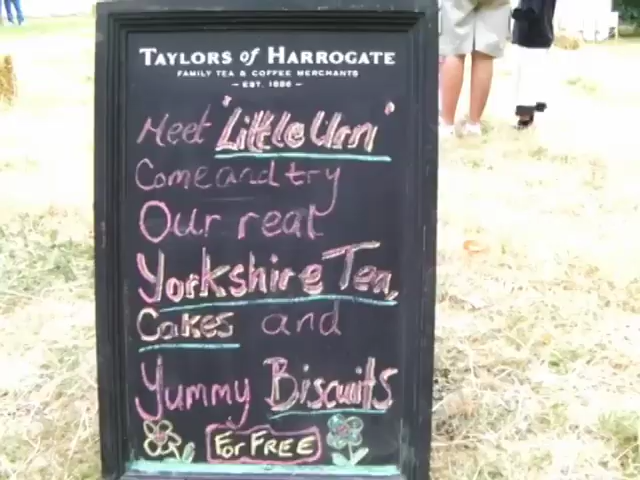 TAYLORS of HARROGATE
FAMILY TEA & COFFEE MERCHANTS
EST. 1886
Meet "Little Urn"
Come and try
Our real
Yorkshire Tea,
Cakes and
Yummy Biscuits
For FREE